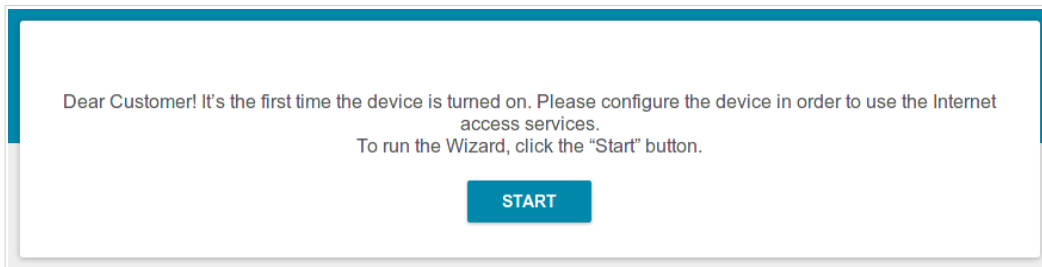 Dear Customer! It’s the first time the device is turned on. Please configure the device in order to use the Internet
access services.
To run the Wizard, click the “Start” button.
START